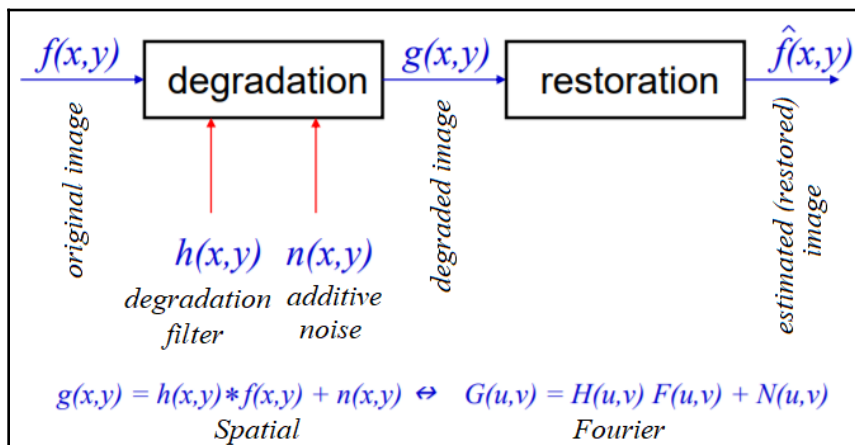 f(x,y)
degradation
g(x,y)
restoration
f̂(x,y)
original image
degraded image
estimated (restored)
image
h(x,y) n(x,y)
degradation
filter
additive
noise
g(x,y) = h(x,y)*f(x,y) + n(x,y) ⇔ G(u,v) = H(u,v) F(u,v) + N(u,v)
Spatial Fourier